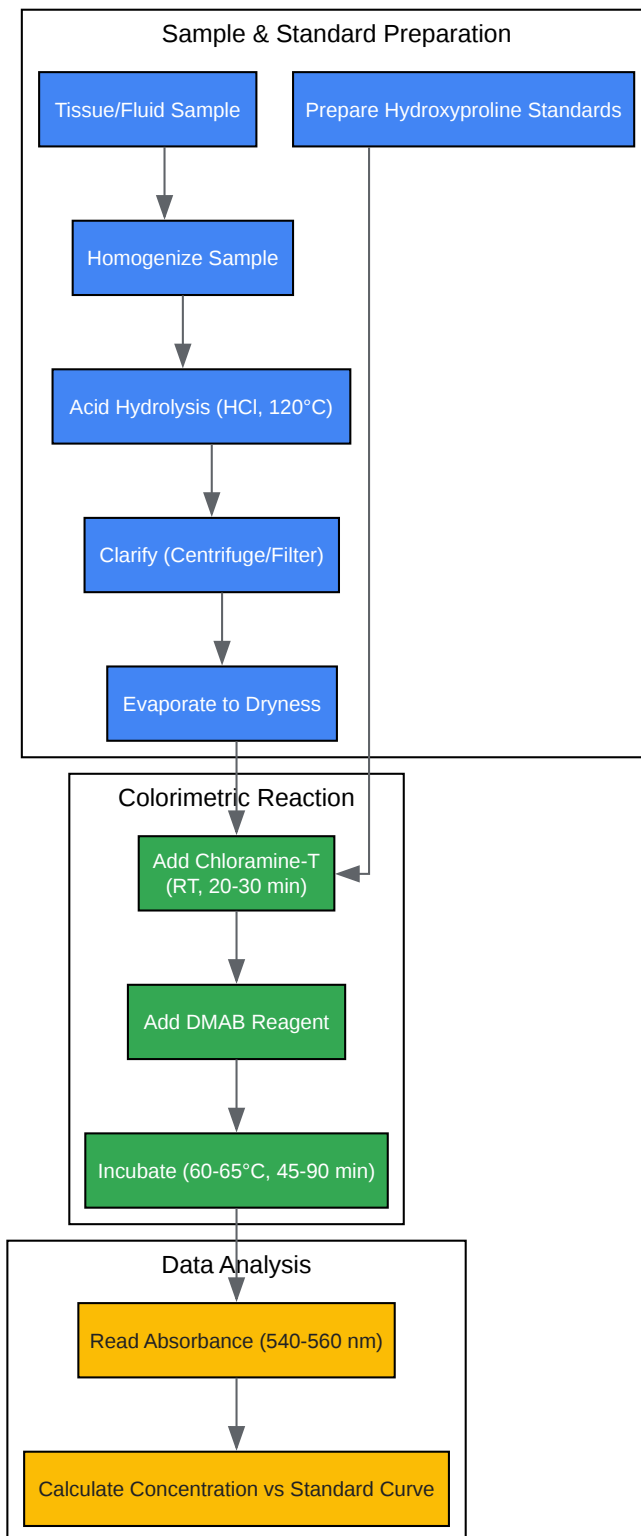 Sample & Standard Preparation
Tissue/Fluid Sample
Prepare Hydroxyproline Standards
Homogenize Sample
Acid Hydrolysis (HCl, 120°C)
Clarify (Centrifuge/Filter)
Evaporate to Dryness
Colorimetric Reaction
Add Chloramine-T
(RT, 20-30 min)
Add DMAB Reagent
Incubate (60-65°C, 45-90 min)
Data Analysis
Read Absorbance (540-560 nm)
Calculate Concentration vs Standard Curve